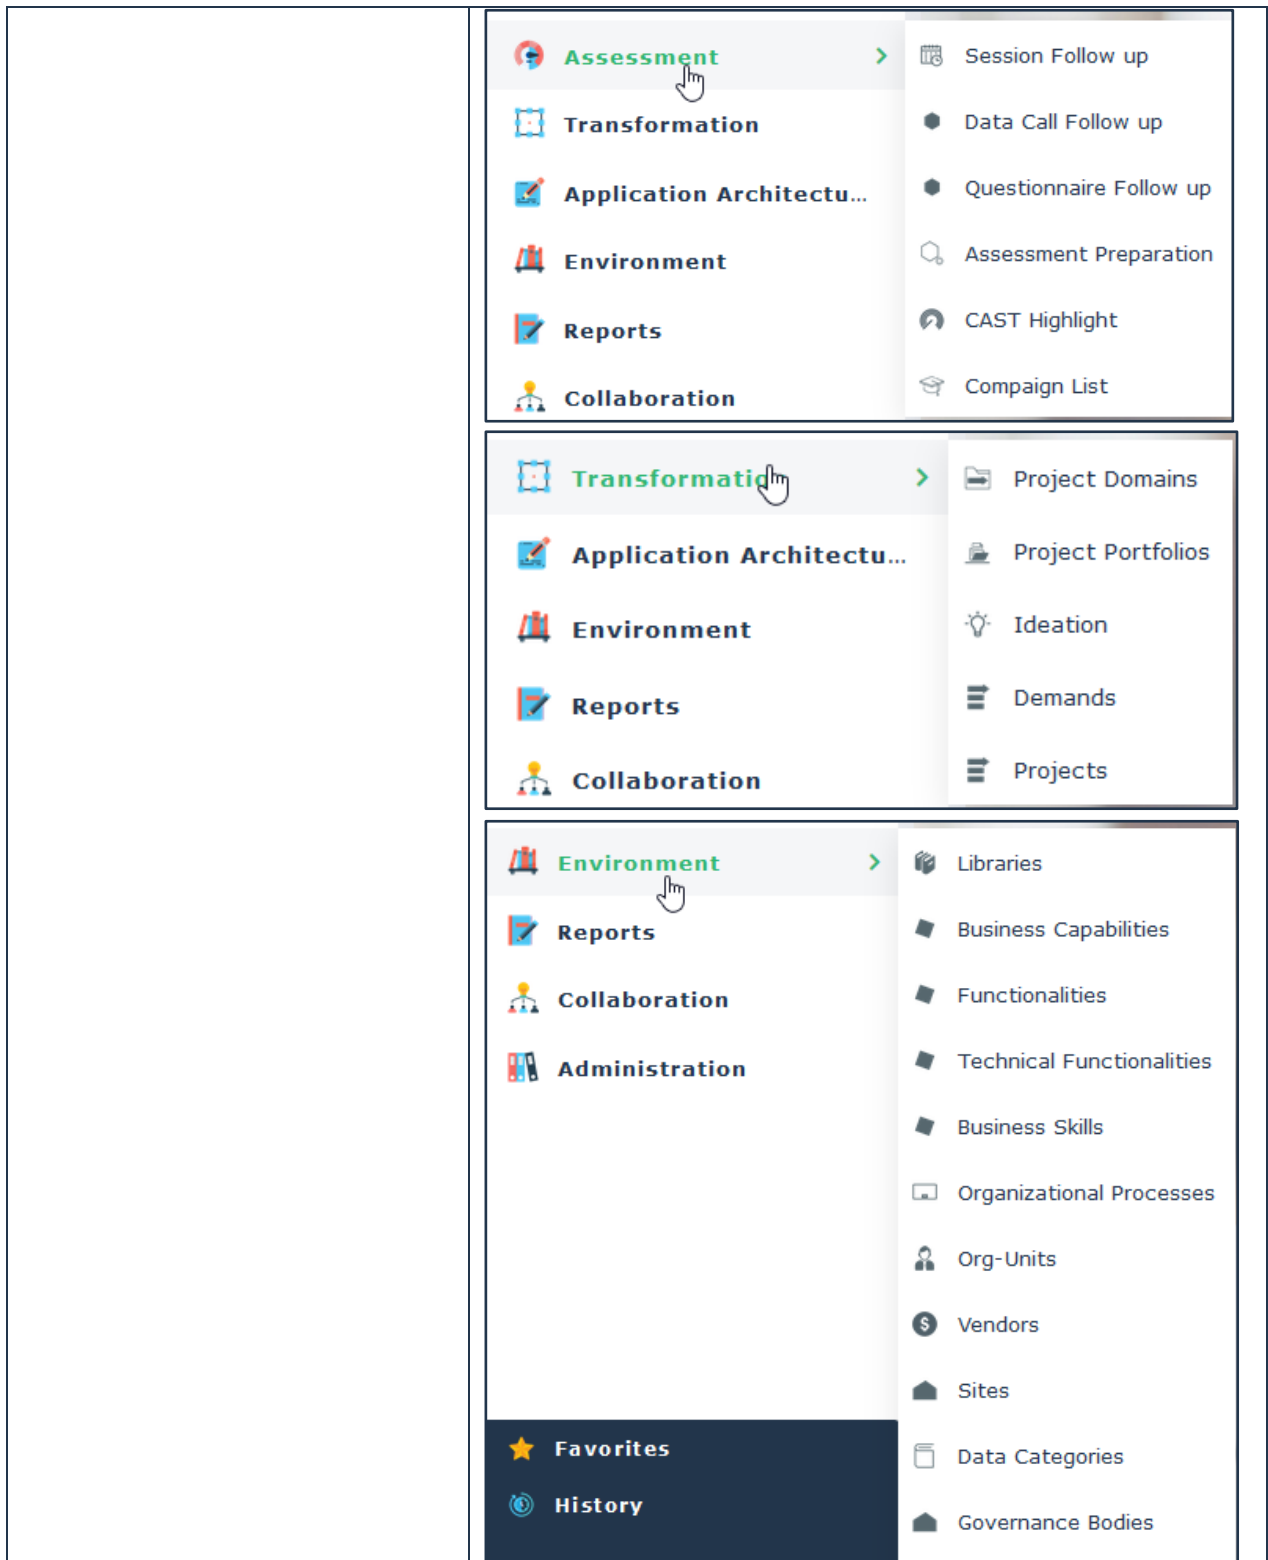 Assessment
Transformation
Application Architectu...
Environment
Reports
Collaboration
Session Follow up
Data Call Follow up
Questionnaire Follow up
Assessment Preparation
CAST Highlight
Compaign List
Transformatio
Application Architectu...
Environment
Reports
Collaboration
Project Domains
Project Portfolios
Ideation
Demands
Projects
Environment
Reports
Collaboration
Administration
Favorites
History
Libraries
Business Capabilities
Functionalities
Technical Functionalities
Business Skills
Organizational Processes
Org-Units
Vendors
Sites
Data Categories
Governance Bodies